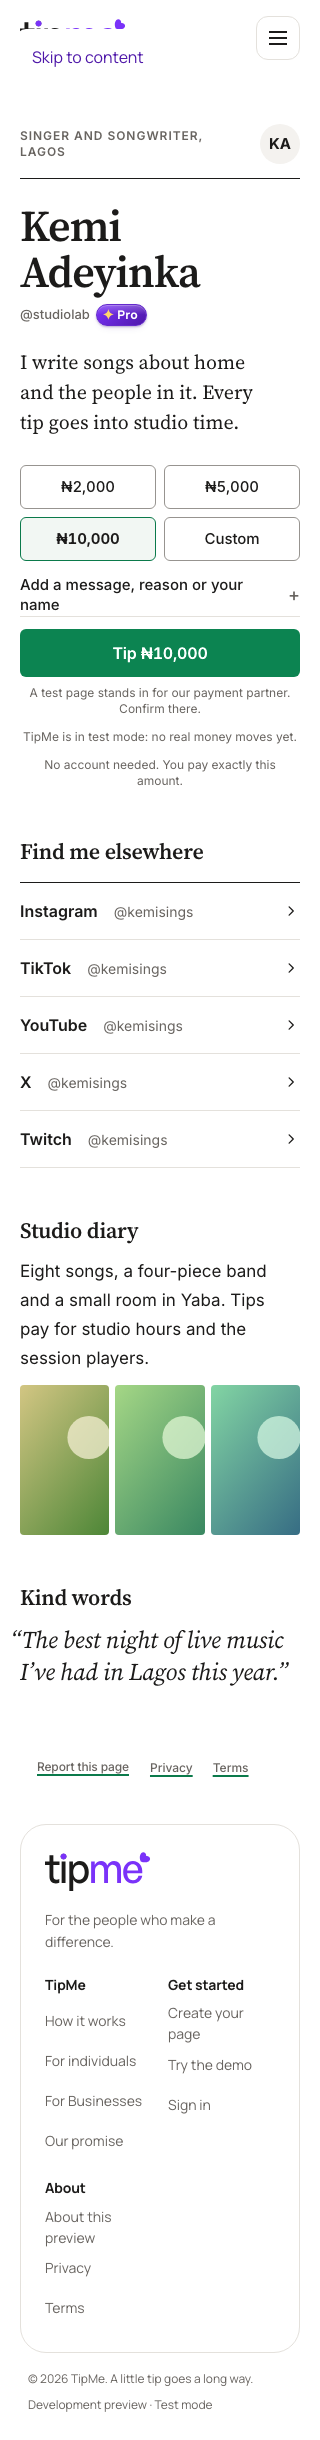 Skip to content
SINGER AND SONGWRITER,
LAGOS
KA
Kemi
Adeyinka
@studiolab
✦ Pro
I write songs about home
and the people in it. Every
tip goes into studio time.
₦2,000
₦5,000
₦10,000
Custom
Add a message, reason or your
name
+
Tip ₦10,000
A test page stands in for our payment partner.
Confirm there.
TipMe is in test mode: no real money moves yet.
No account needed. You pay exactly this
amount.
Find me elsewhere
Instagram @kemisings
TikTok @kemisings
YouTube @kemisings
X @kemisings
Twitch @kemisings
Studio diary
Eight songs, a four-piece band
and a small room in Yaba. Tips
pay for studio hours and the
session players.
Kind words
“The best night of live music
I’ve had in Lagos this year.”
Report this page
Privacy
Terms
tipme
For the people who make a
difference.
TipMe
How it works
For individuals
For Businesses
Our promise
Get started
Create your
page
Try the demo
Sign in
About
About this
preview
Privacy
Terms
© 2026 TipMe. A little tip goes a long way.
Development preview · Test mode